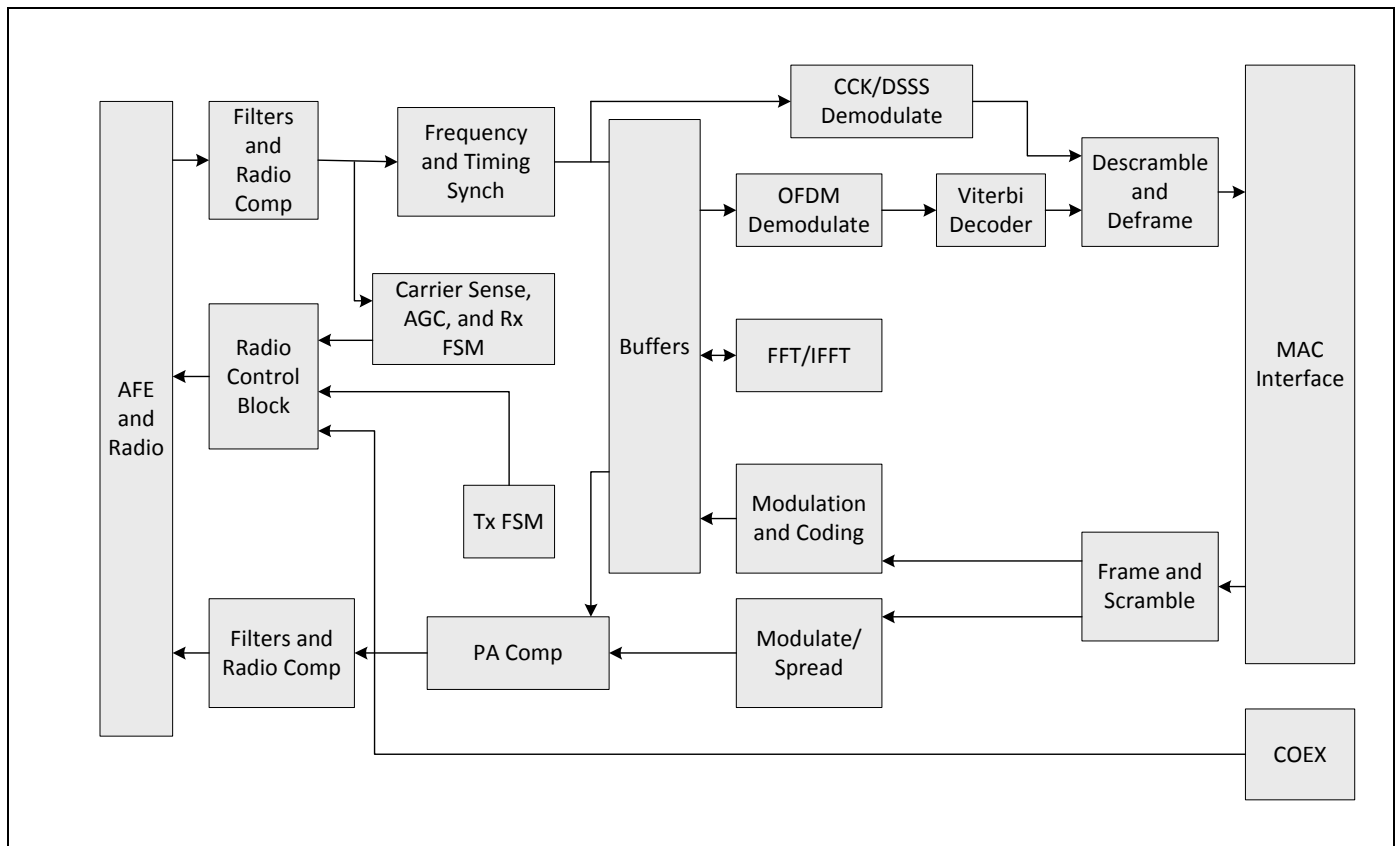 CCK/DSSS
Demodulate
Filters
and
Radio
Comp
Frequency
and Timing
Synch
Descramble
and
Deframe
OFDM
Demodulate
Viterbi
Decoder
Carrier Sense,
AGC, and Rx
FSM
Radio
Control
Block
Buffers
FFT/IFFT
MAC
Interface
AFE
and
Radio
Tx FSM
Modulation
and Coding
Frame and
Scramble
Filters and
Radio Comp
PA Comp
Modulate/
Spread
COEX